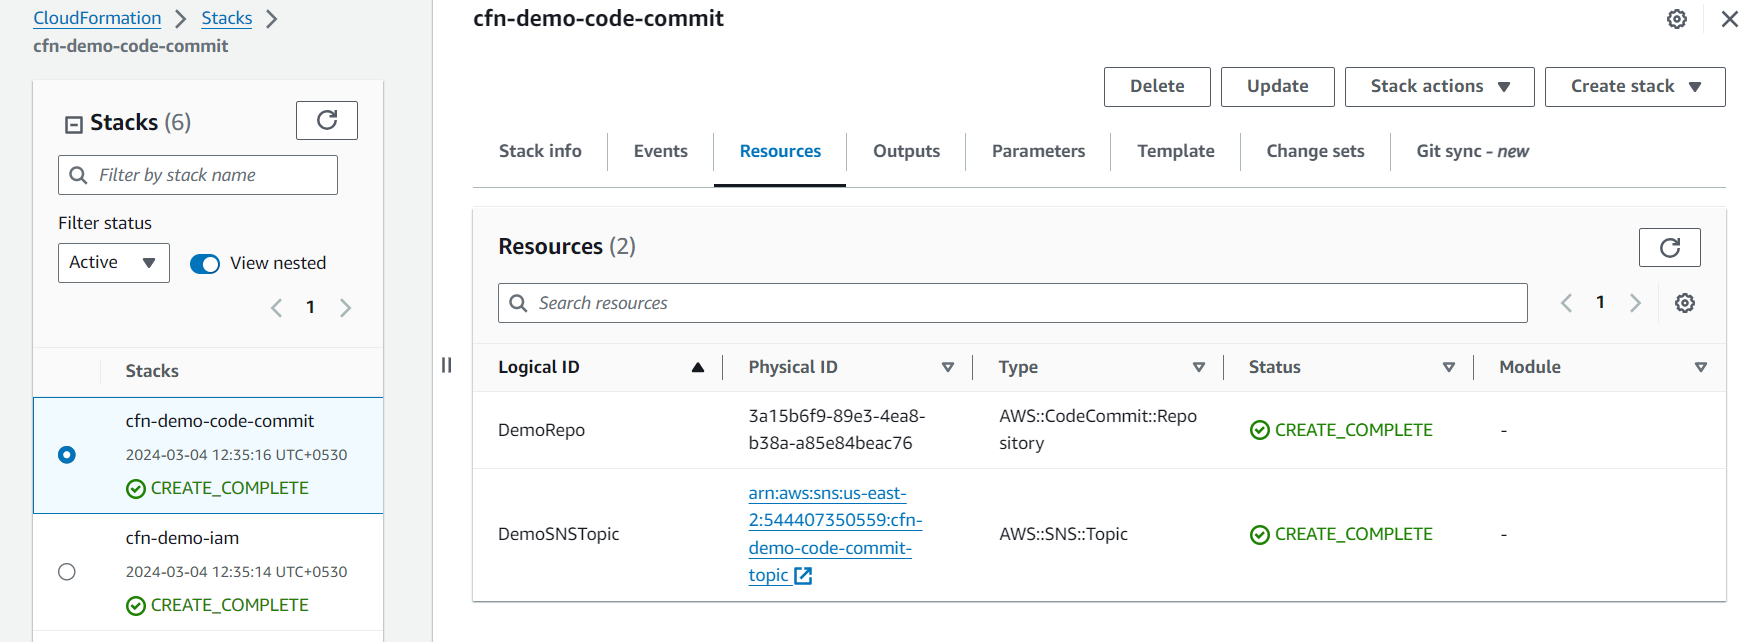 CloudFormation > Stacks >
cfn-demo-code-commit
Stacks (6)
Filter by stack name
Filter status
Active
View nested
1
Stacks
cfn-demo-code-commit
2024-03-04 12:35:16 UTC+0530
CREATE_COMPLETE
cfn-demo-iam
2024-03-04 12:35:14 UTC+0530
CREATE_COMPLETE
cfn-demo-code-commit
Delete Update Stack actions Create stack
Stack info Events Resources Outputs Parameters Template Change sets Git sync - new
Resources (2)
Search resources
1
Logical ID Physical ID Type Status Module
DemoRepo
3a15b6f9-89e3-4ea8-
b38a-a85e84beac76
AWS::CodeCommit::Repo
sitory
CREATE_COMPLETE
-
DemoSNSTopic
arn:aws:sns:us-east-
2:544407350559:cfn-
demo-code-commit-
topic
AWS::SNS::Topic
CREATE_COMPLETE
-